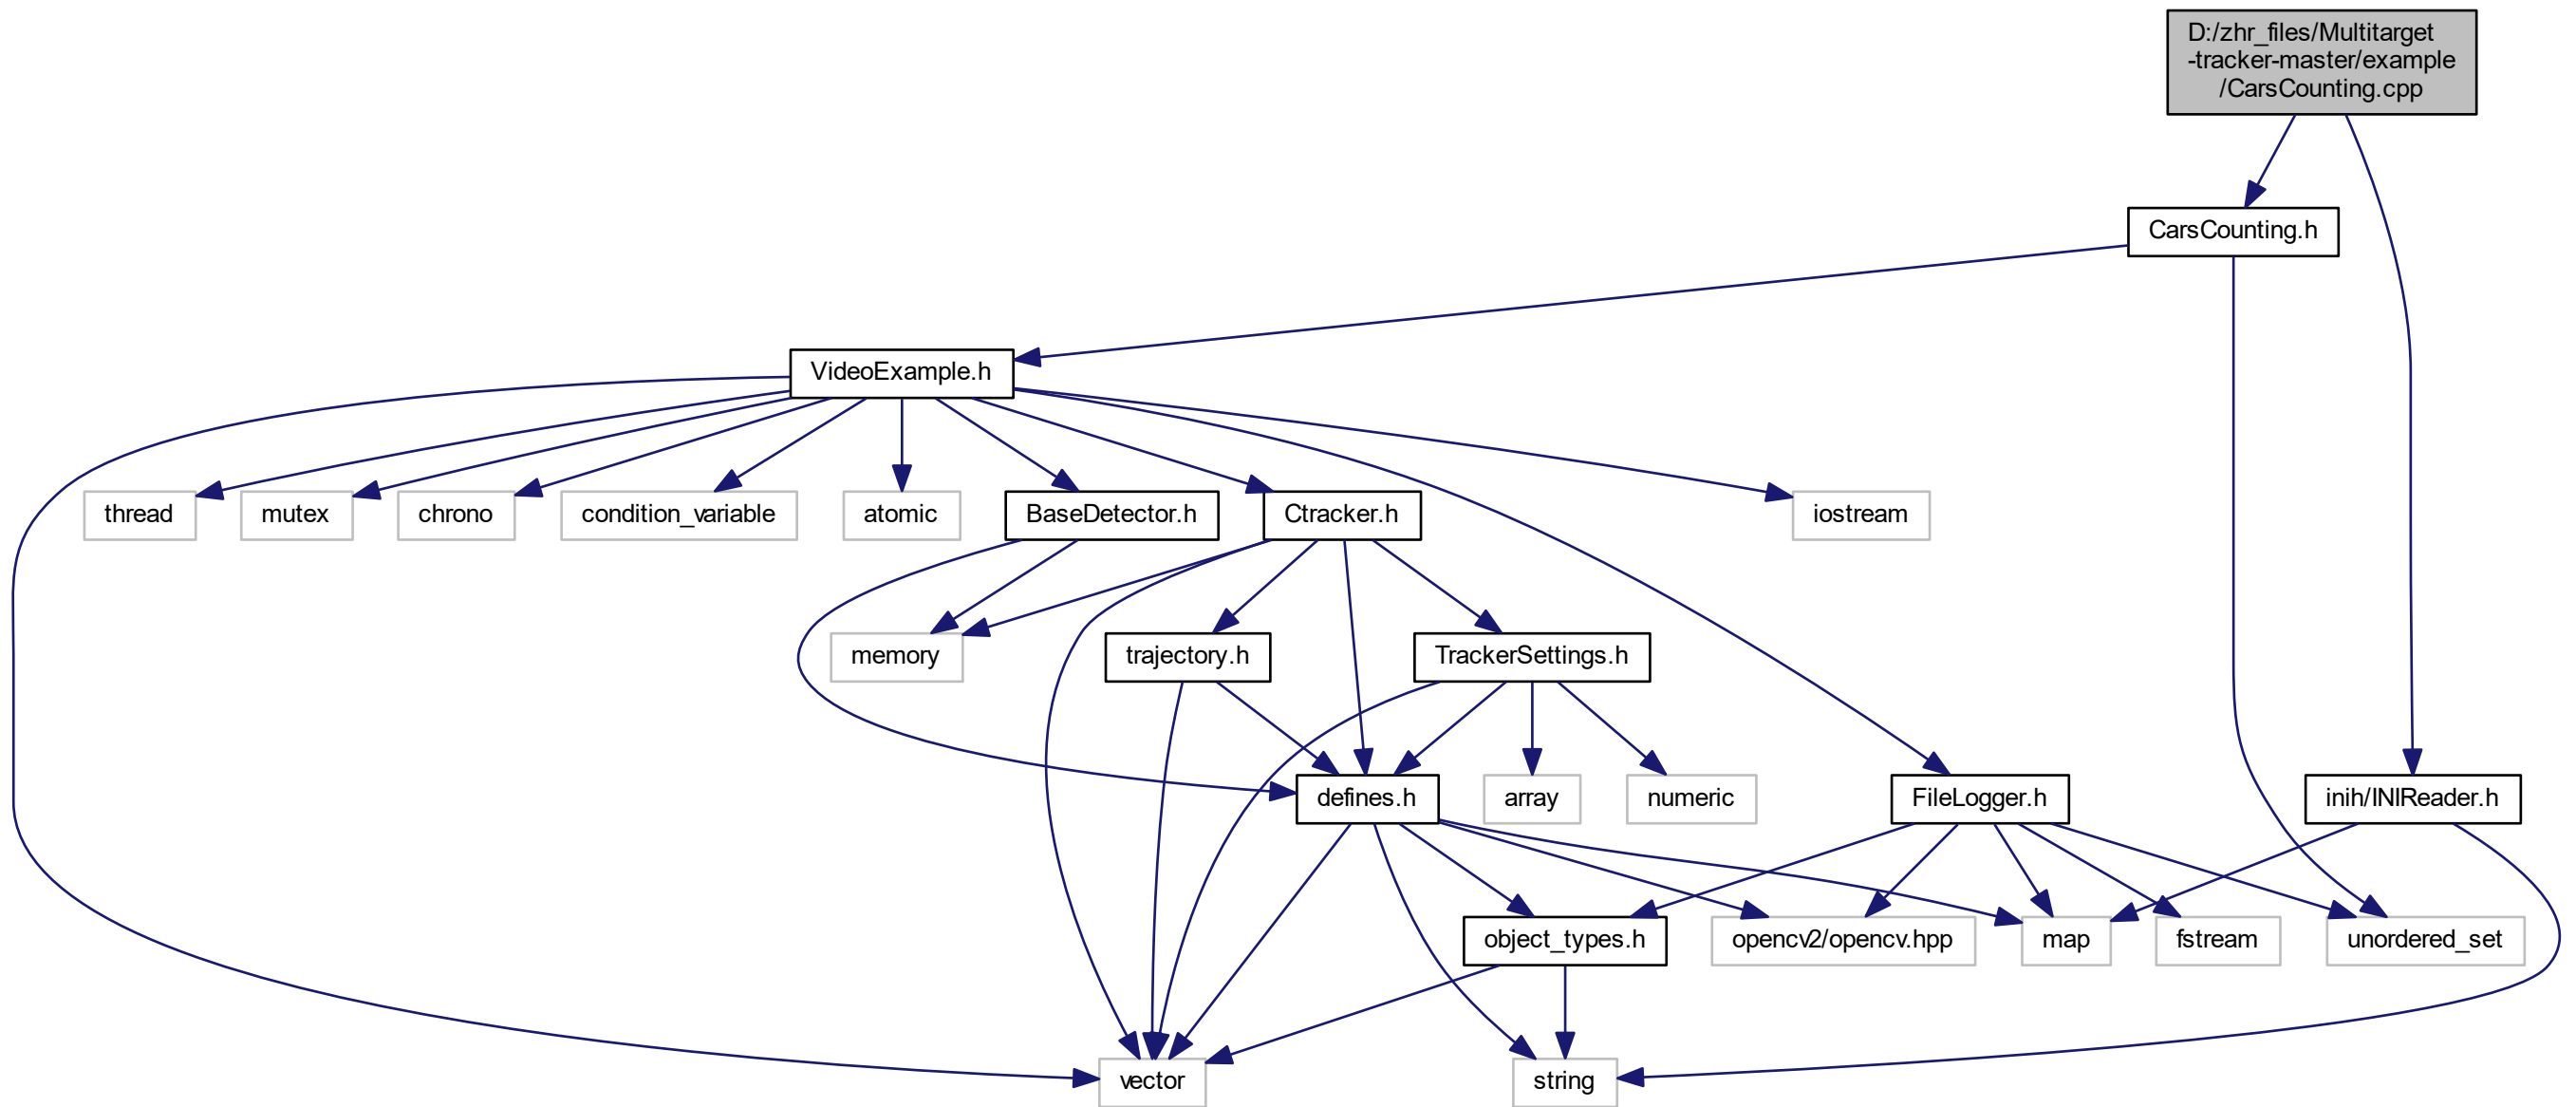 D:/zhr_files/Multitarget
-tracker-master/example
/CarsCounting.cpp
CarsCounting.h
VideoExample.h
thread
mutex
chrono
condition_variable
atomic
BaseDetector.h
Ctracker.h
iostream
memory
trajectory.h
TrackerSettings.h
defines.h
array
numeric
FileLogger.h
inih/INIReader.h
object_types.h
opencv2/opencv.hpp
map
fstream
unordered_set
vector
string